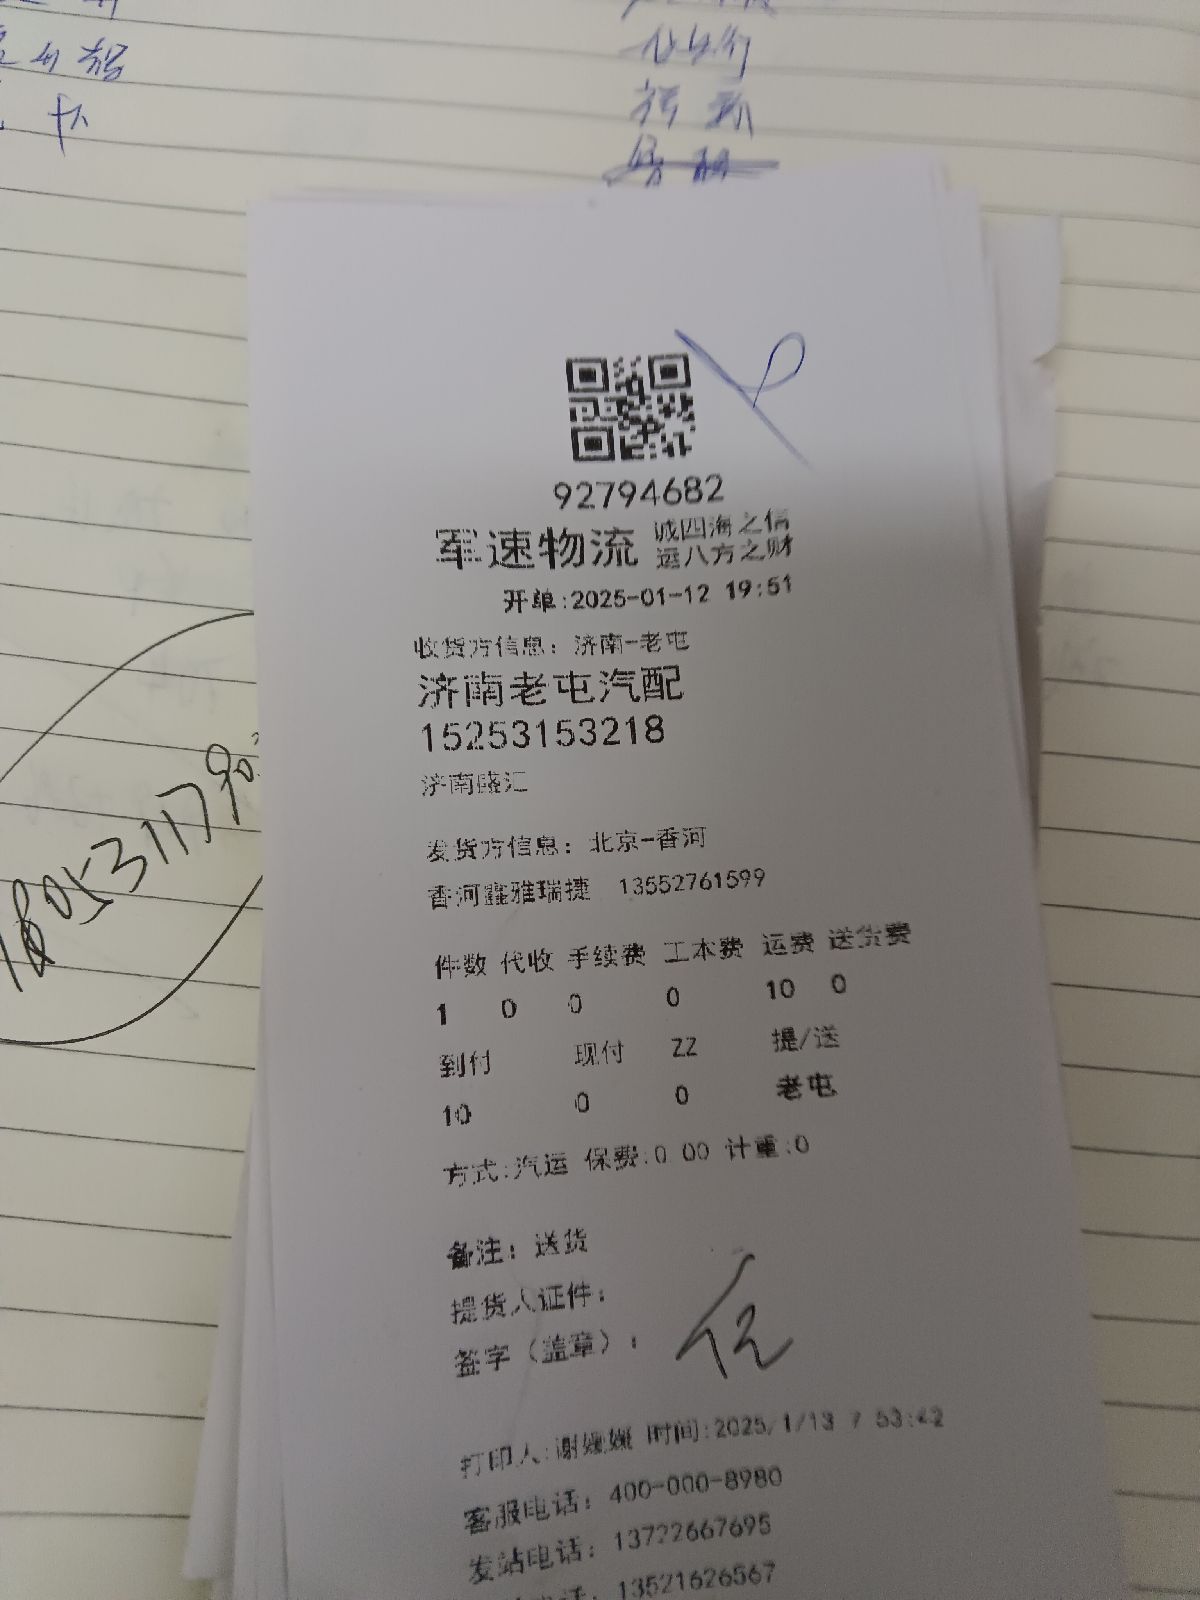 92794682
军速物流 诚四海之信
运八方之财
开单:2025-01-12 19:51
收货方信息: 济南-老屯
济南老屯汽配
15253153218
济南盛汇
发货方信息: 北京-香河
香河鑫雅瑞捷 13552761599
件数 代收 手续费 工本费 运费 送货费
1 0 0 0 10 0
到付 现付 ZZ 提/送
10 0 0 老屯
方式:汽运 保费:0 00 计重:0
备注: 送货
提货人证件:
签字(盖章):
打印人:谢 时间:2025/1/13 7 53:42
客服电话: 400-000-8980
发站电话: 13722667695
13521626567